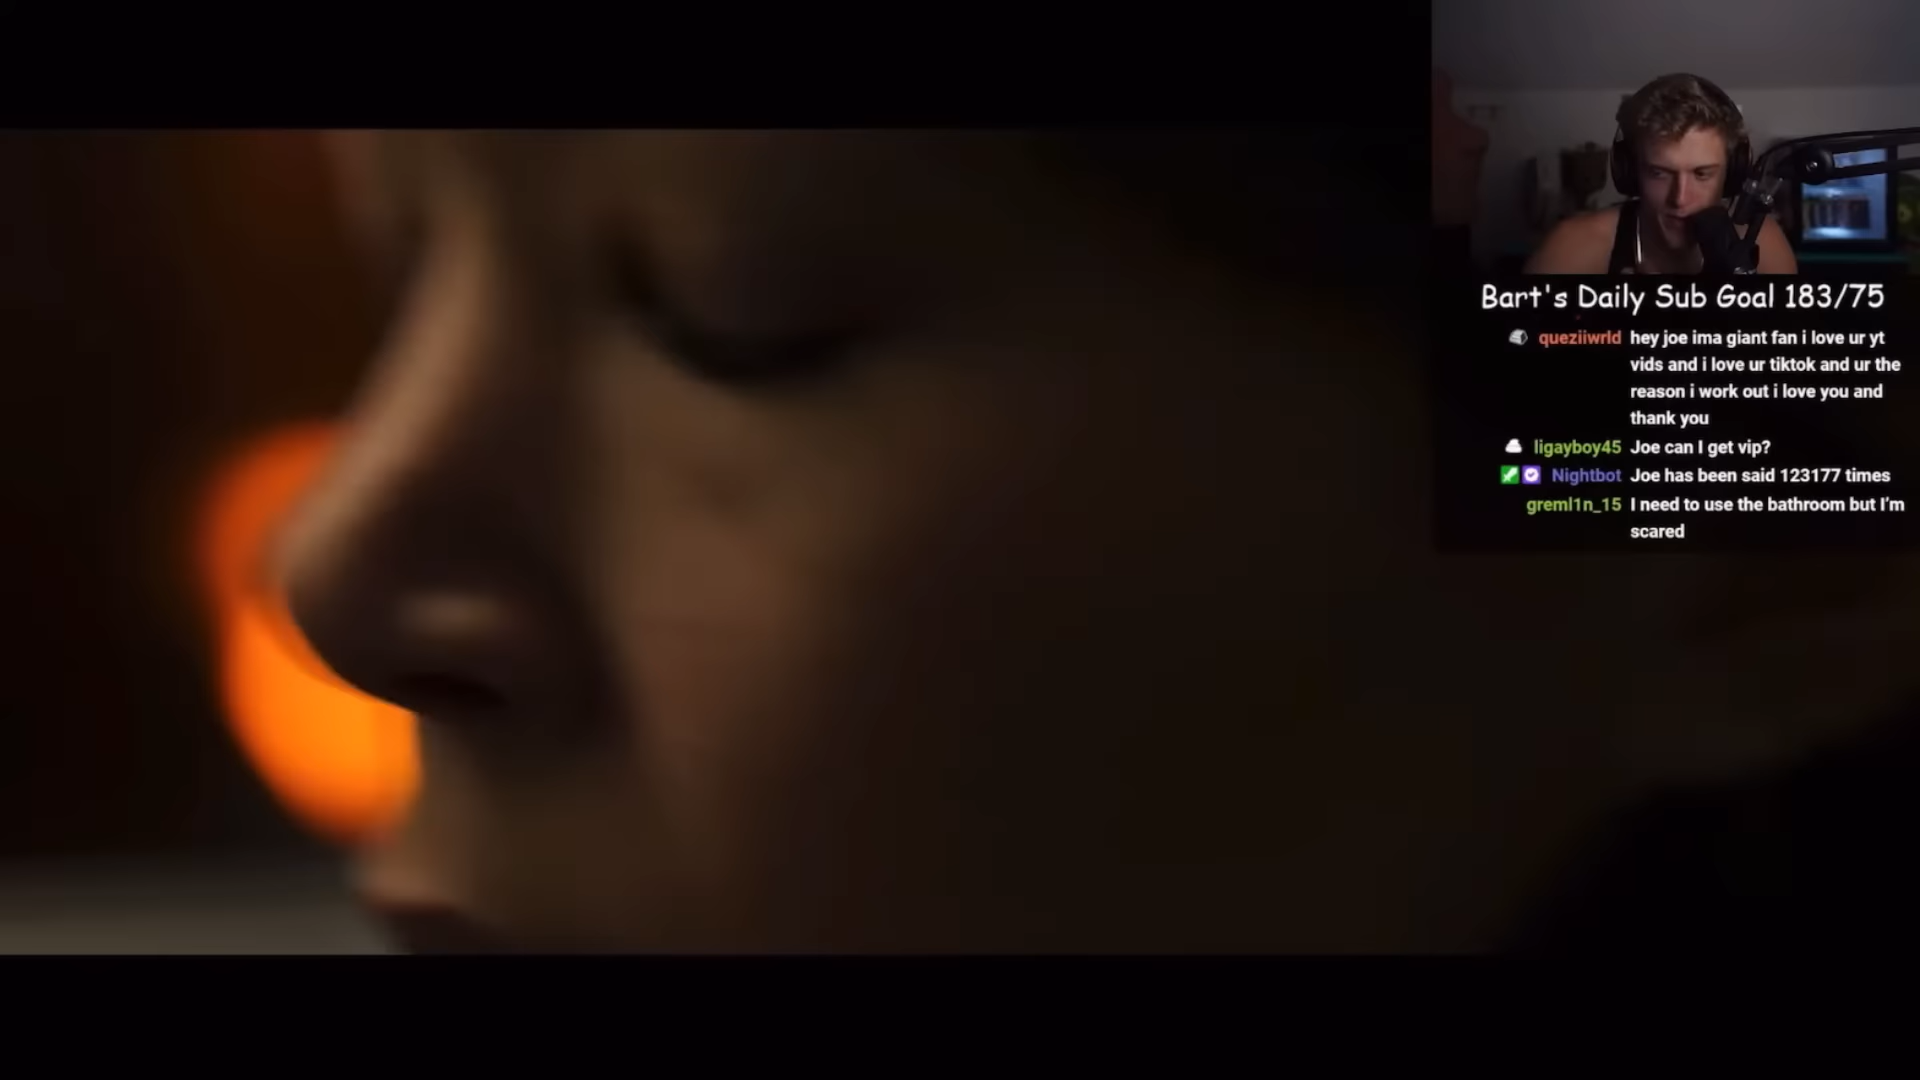 Bart's Daily Sub Goal 183/75
queziiwrld hey joe ima giant fan i love ur yt
vids and i love ur tiktok and ur the
reason i work out i love you and
thank you
ligayboy45 Joe can I get vip?
Nightbot Joe has been said 123177 times
greml1n_15 I need to use the bathroom but I'm
scared